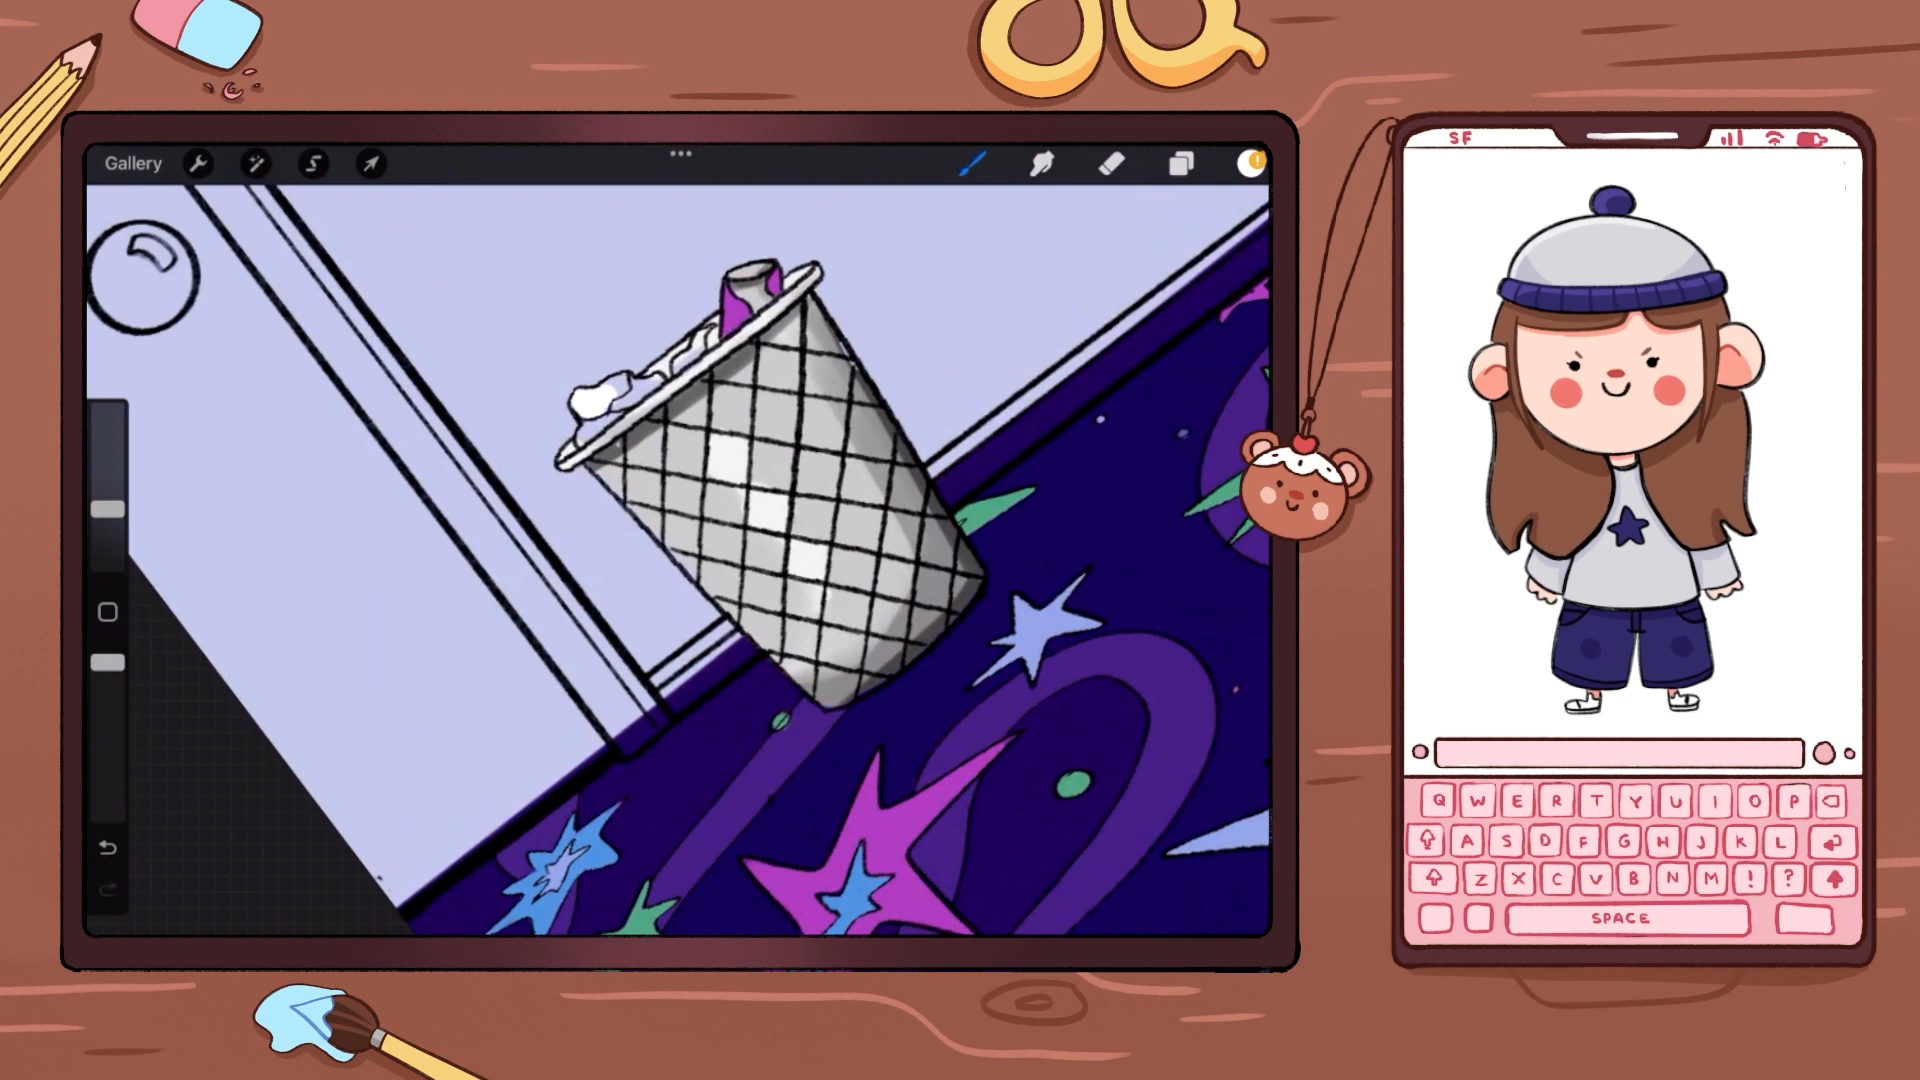 Gallery
SF
Q W E R T Y U I O P
A S D F G H J K L
Z X C V B N M ! ?
SPACE